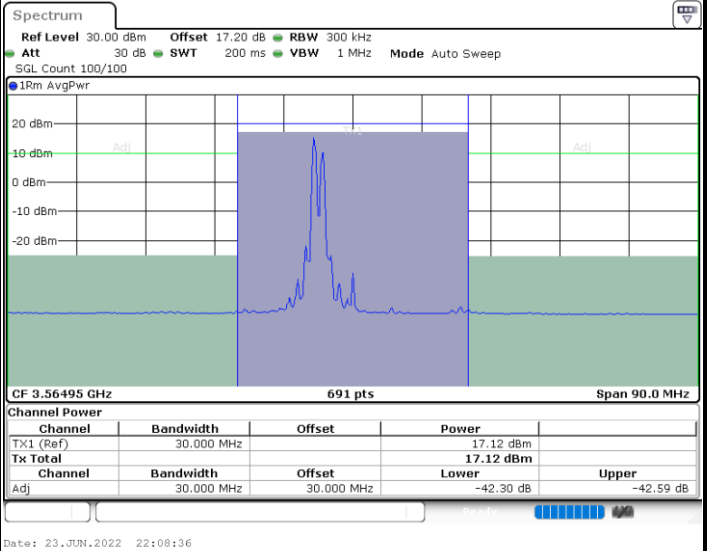 Spectrum
Ref Level 30.00 dBm Offset 17.20 dB RBW 300 kHz
Att 30 dB SWT 200 ms VBW 1 MHz Mode Auto Sweep
SGL Count 100/100
1Rm AvgPwr
20 dBm
TX1
Adj Adj
10 dBm
0 dBm
-10 dBm
-20 dBm
CF 3.56495 GHz 691 pts Span 90.0 MHz
Channel Power
Channel Bandwidth Offset Power
TX1 (Ref) 30.000 MHz 17.12 dBm
Tx Total 17.12 dBm
Channel Bandwidth Offset Lower Upper
Adj 30.000 MHz 30.000 MHz -42.30 dB -42.59 dB
Ready
Date: 23.JUN.2022 22:08:36